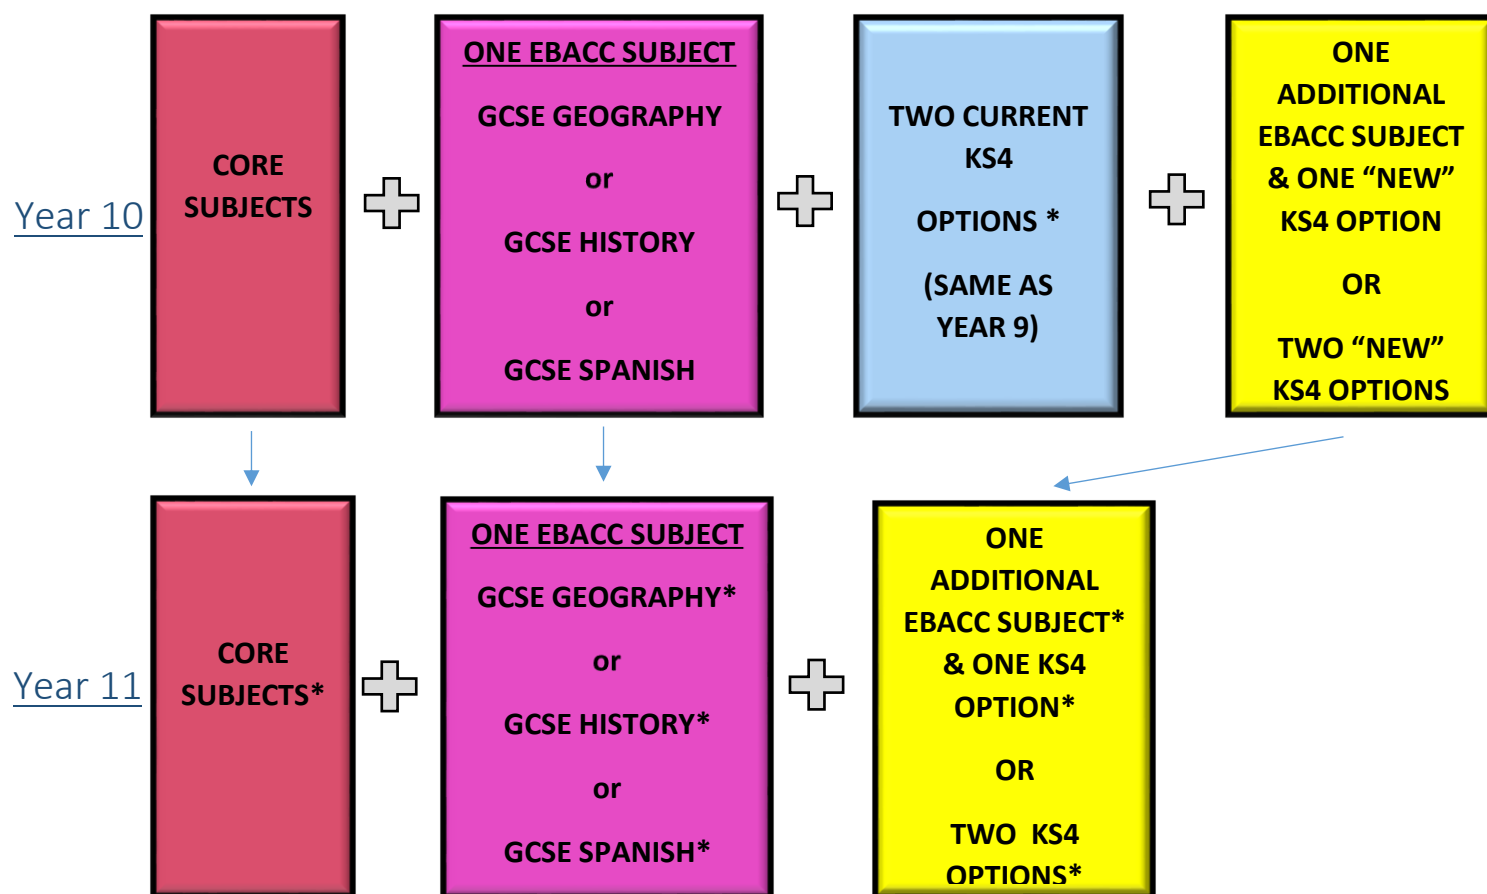 Year 10
CORE
SUBJECTS
ONE EBACC SUBJECT
GCSE GEOGRAPHY
or
GCSE HISTORY
or
GCSE SPANISH
TWO CURRENT
KS4
OPTIONS *
(SAME AS
YEAR 9)
ONE
ADDITIONAL
EBACC SUBJECT
& ONE “NEW”
KS4 OPTION
OR
TWO “NEW”
KS4 OPTIONS
Year 11
CORE
SUBJECTS*
ONE EBACC SUBJECT
GCSE GEOGRAPHY*
or
GCSE HISTORY*
or
GCSE SPANISH*
ONE
ADDITIONAL
EBACC SUBJECT*
& ONE KS4
OPTION*
OR
TWO KS4
OPTIONS*